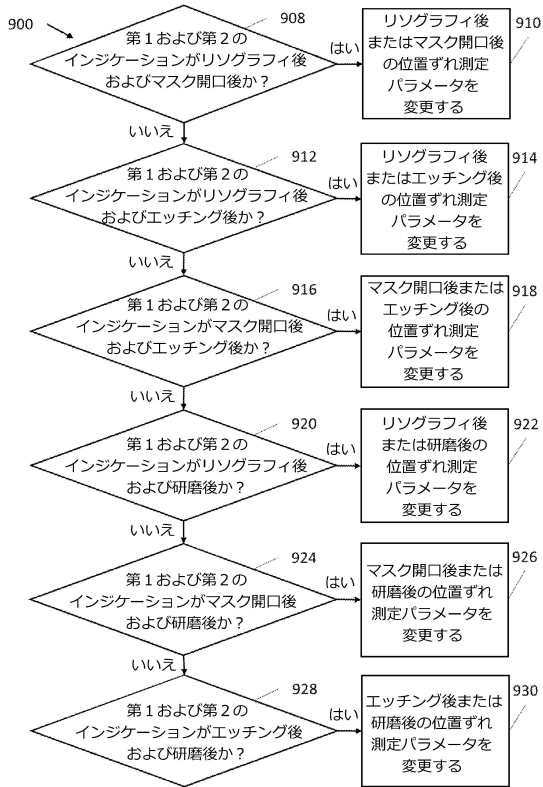 900
908
第１および第２の
インジケーションがリソグラフィ後
およびマスク開口後か？
はい
リソグラフィ後
またはマスク開口後
の位置ずれ測定
パラメータを
変更する
910
いいえ
912
第１および第２の
インジケーションがリソグラフィ後
およびエッチング後か？
はい
リソグラフィ後
またはエッチング後
の位置ずれ測定
パラメータを
変更する
914
いいえ
916
第１および第２の
インジケーションがマスク開口後
およびエッチング後か？
はい
マスク開口後または
エッチング後の
位置ずれ測定
パラメータを
変更する
918
いいえ
920
第１および第２の
インジケーションがリソグラフィ後
および研磨後か？
はい
リソグラフィ後
または研磨後の
位置ずれ測定
パラメータを
変更する
922
いいえ
924
第１および第２の
インジケーションがマスク開口後
および研磨後か？
はい
マスク開口後または
研磨後の位置ずれ
測定パラメータを
変更する
926
いいえ
928
第１および第２の
インジケーションがエッチング後
および研磨後か？
はい
エッチング後または
研磨後の位置ずれ
測定パラメータを
変更する
930